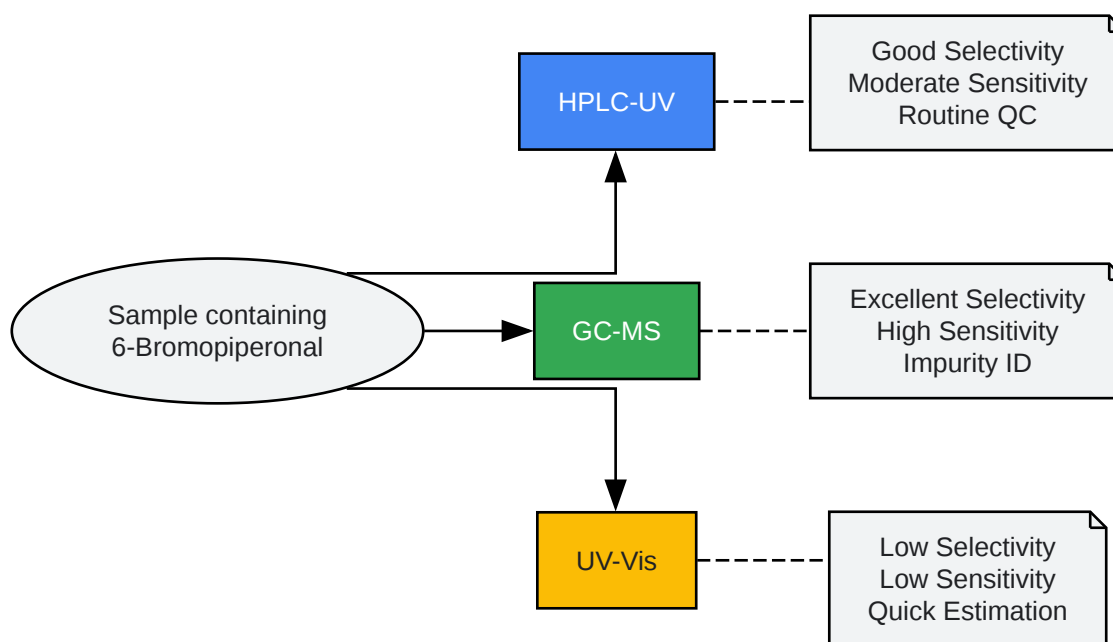 HPLC-UV
Good Selectivity
Moderate Sensitivity
Routine QC
Sample containing
6-Bromopiperonal
GC-MS
Excellent Selectivity
High Sensitivity
Impurity ID
UV-Vis
Low Selectivity
Low Sensitivity
Quick Estimation